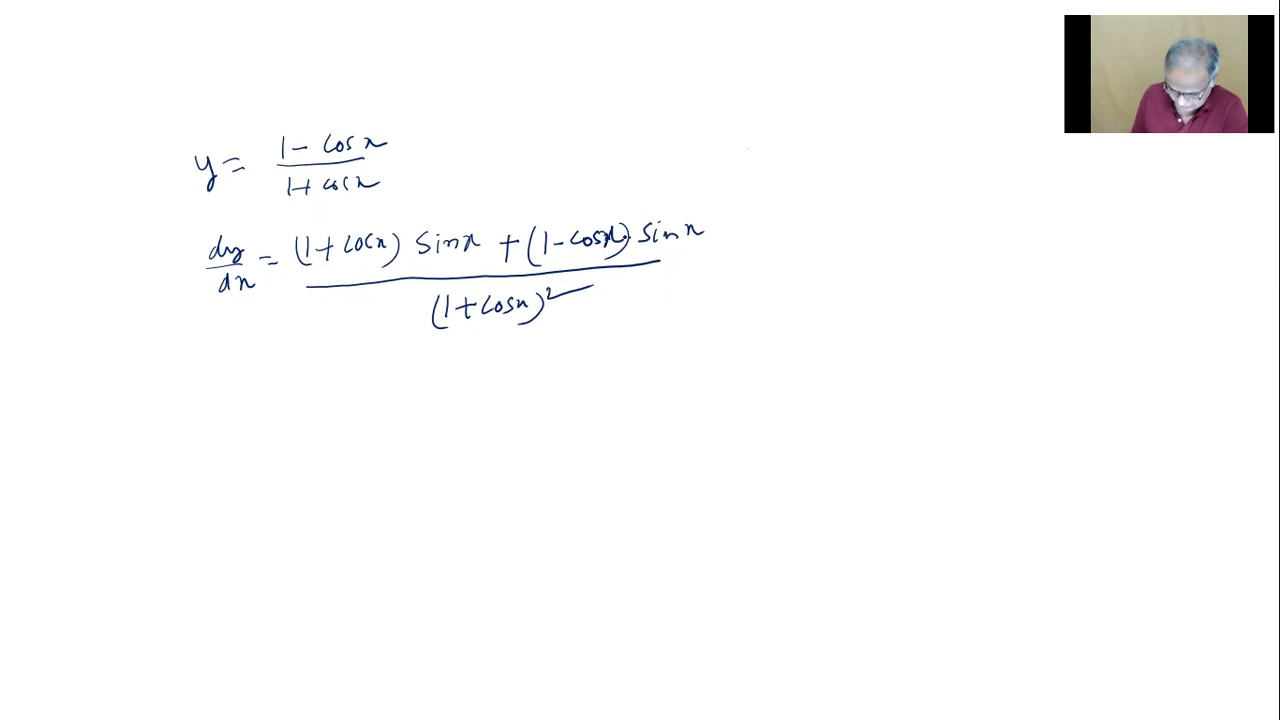 y = (1 - cos x) / (1 + cos x)
dy/dx = ((1 + cos x) sin x + (1 - cos x) · sin x) / (1 + cos x)²